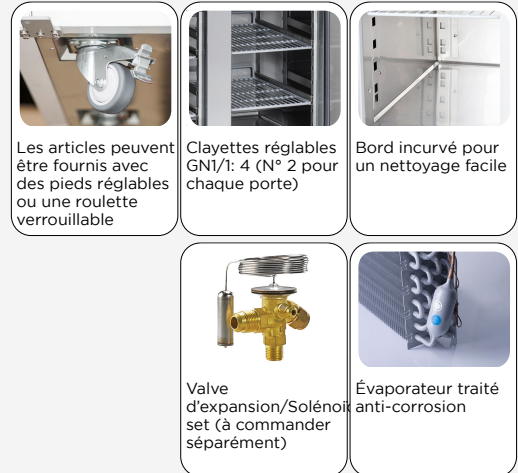 Les articles peuvent
être fournis avec
des pieds réglables
ou une roulette
verrouillable
Clayettes réglables
GN1/1: 4 (N° 2 pour
chaque porte)
Bord incurvé pour
un nettoyage facile
Valve
d'expansion/Solénoï
set (à commander
séparément)
Évaporateur traité
anti-corrosion